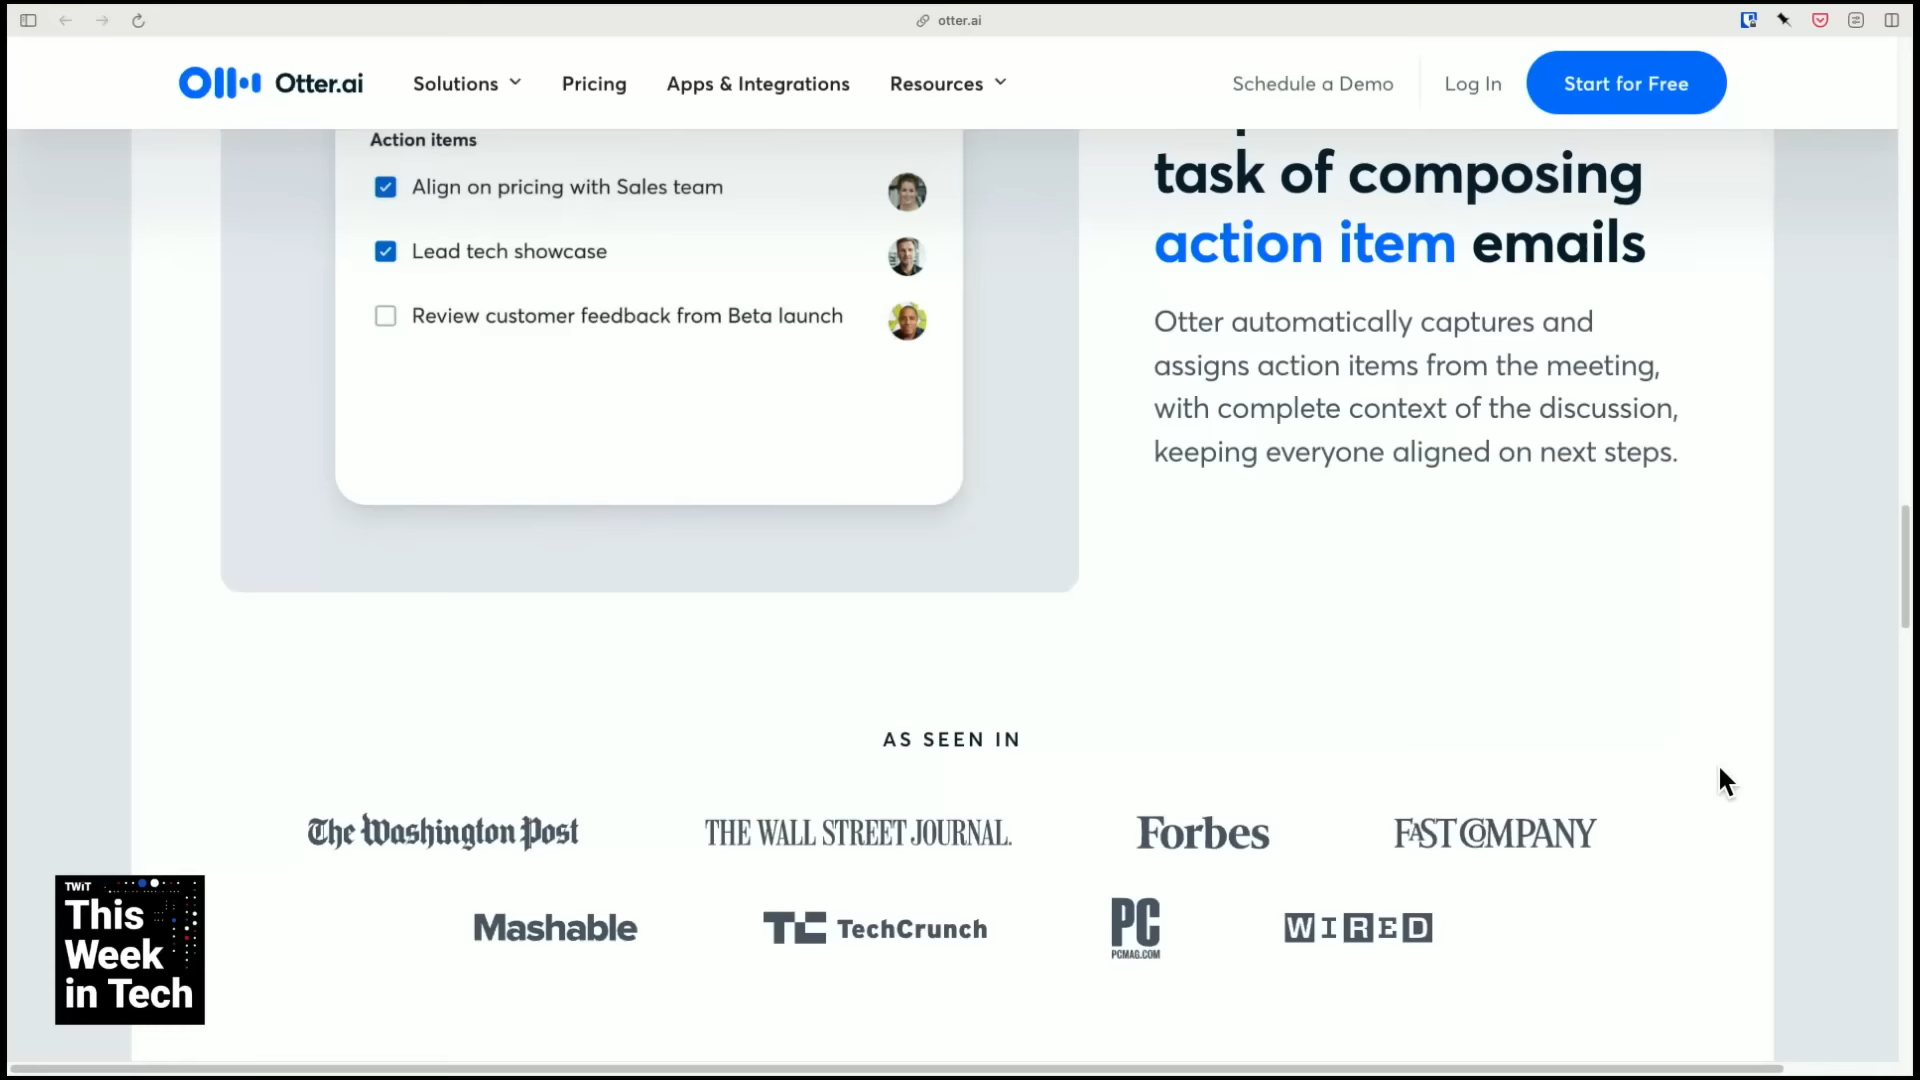 otter.ai
Otter.ai
Solutions
Pricing
Apps & Integrations
Resources
Schedule a Demo
Log In
Start for Free
Action items
Align on pricing with Sales team
Lead tech showcase
Review customer feedback from Beta launch
task of composing
action item emails
Otter automatically captures and
assigns action items from the meeting,
with complete context of the discussion,
keeping everyone aligned on next steps.
AS SEEN IN
The Washington Post
THE WALL STREET JOURNAL.
Forbes
FAST COMPANY
Mashable
TC TechCrunch
PC
PCMAG.COM
WIRED
TWiT
This
Week
in Tech